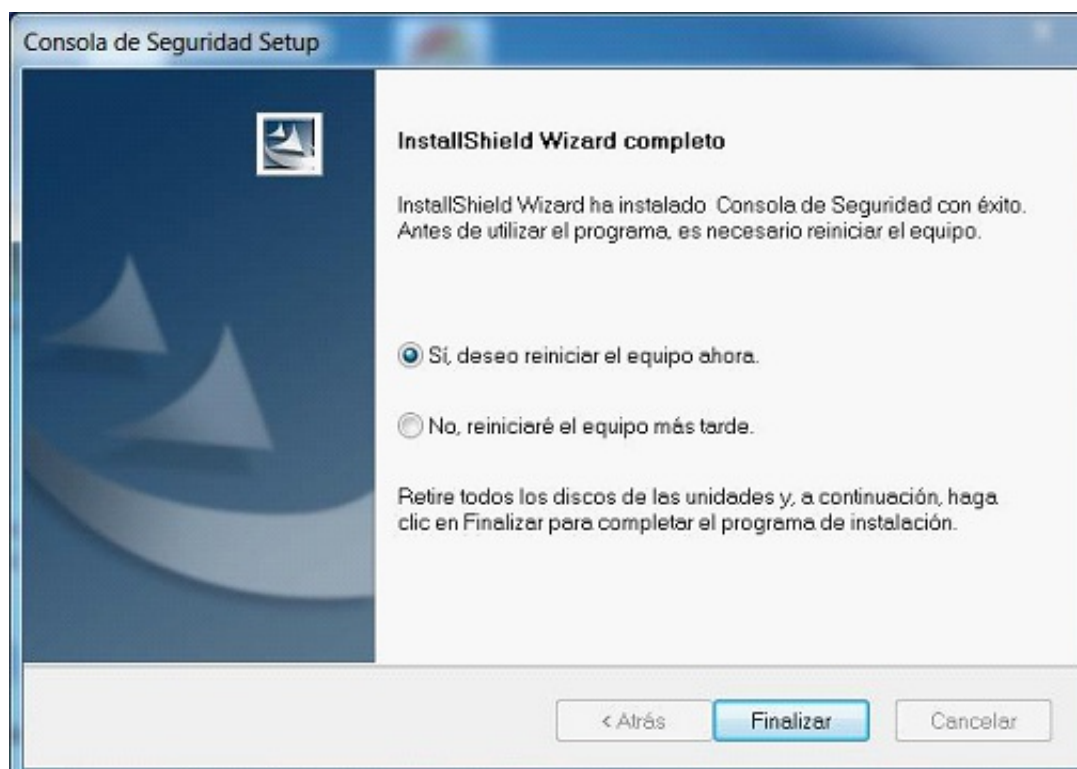 Consola de Seguridad Setup
InstallShield Wizard completo
InstallShield Wizard ha instalado Consola de Seguridad con éxito.
Antes de utilizar el programa, es necesario reiniciar el equipo.
Sí, deseo reiniciar el equipo ahora.
No, reiniciaré el equipo más tarde.
Retire todos los discos de las unidades y, a continuación, haga
clic en Finalizar para completar el programa de instalación.
< Atrás Finalizar Cancelar